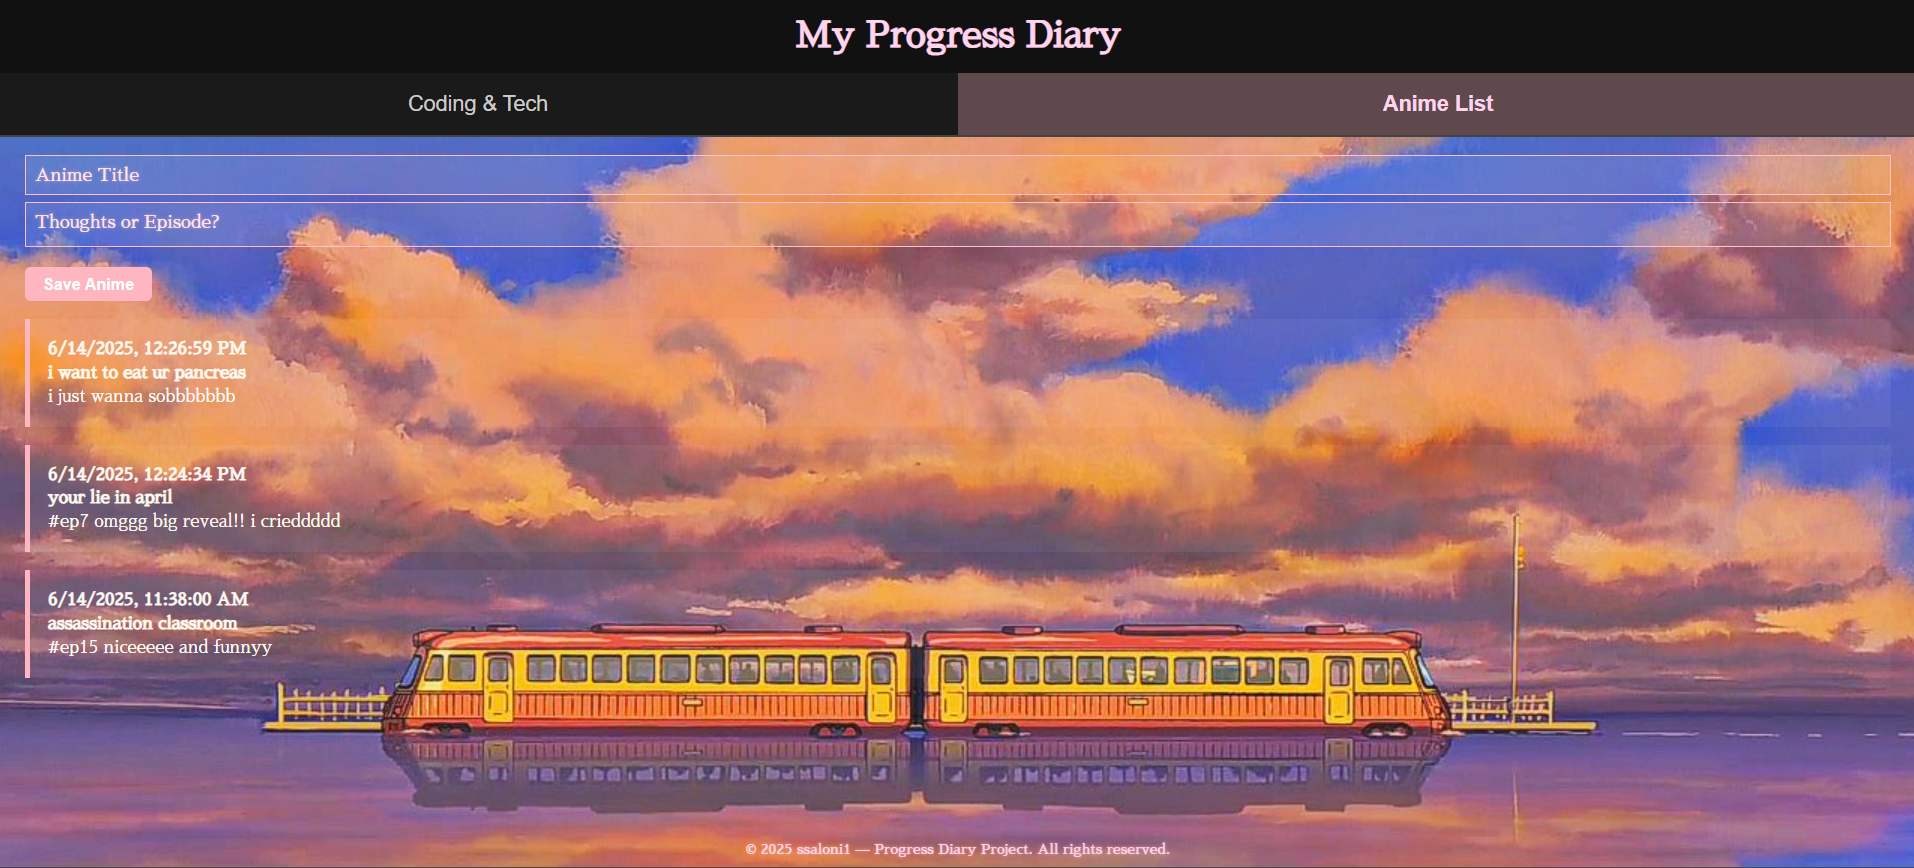 My Progress Diary
Coding & Tech
Anime List
Anime Title
Thoughts or Episode?
Save Anime
6/14/2025, 12:26:59 PM
i want to eat ur pancreas
i just wanna sobbbbbbb
6/14/2025, 12:24:34 PM
your lie in april
#ep7 omggg big reveal!! i crieddddd
6/14/2025, 11:38:00 AM
assassination classroom
#ep15 niceeeee and funnyy
© 2025 ssaloni1 — Progress Diary Project. All rights reserved.